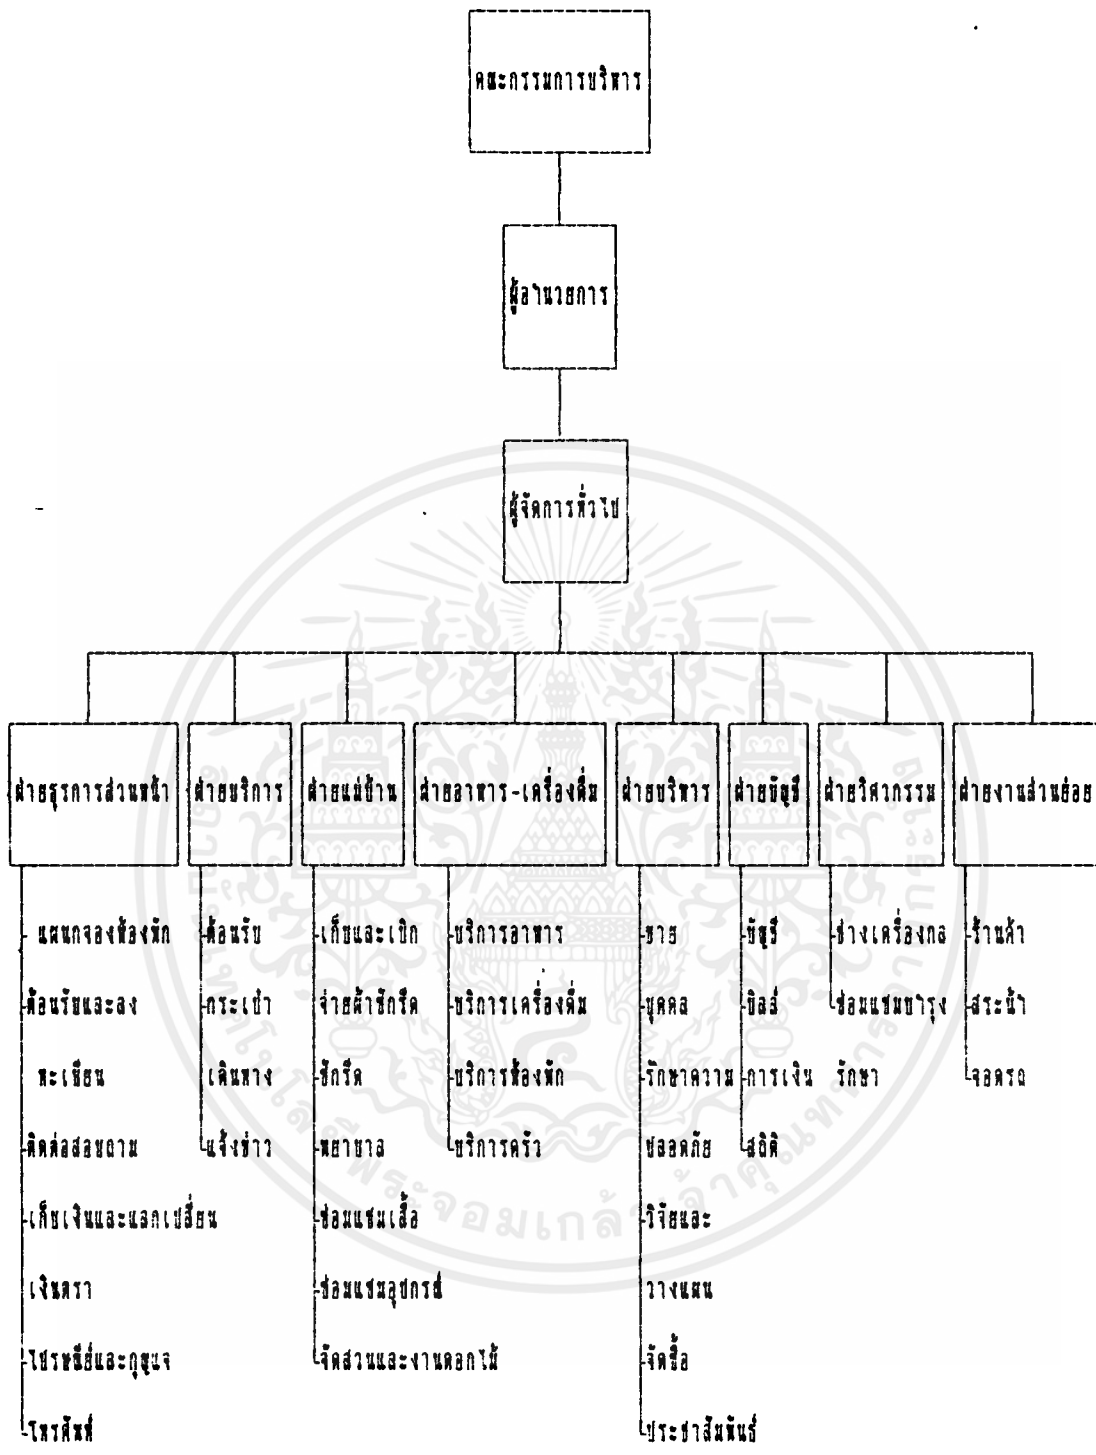 คณะกรรมการบริหาร
ผู้อำนวยการ
ผู้จัดการทั่วไป
ฝ่ายธุรการส่วนหน้า
- แผนกจองห้องพัก
-ต้อนรับและลง
ทะเบียน
-ติดต่อสอบถาม
-เก็บเงินและแลกเปลี่ยน
เงินตรา
-ไปรษณีย์และกุญแจ
-โทรศัพท์
ฝ่ายบริการ
-ต้อนรับ
กระเป๋า
เดินทาง
-แจ้งข่าว
ฝ่ายแม่บ้าน
-เก็บและเบิก
จ่ายผ้าซักรีด
-ซักรีด
-พยาบาล
-ซ่อมแซมเสื้อ
-ซ่อมแซมอุปกรณ์
-จัดสวนและงานดอกไม้
ฝ่ายอาหาร-เครื่องดื่ม
-บริการอาหาร
-บริการเครื่องดื่ม
-บริการห้องพัก
-บริการครัว
ฝ่ายบริหาร
-ขาย
-บุคคล
-รักษาความ
ปลอดภัย
-วิจัยและ
วางแผน
-จัดซื้อ
-ประชาสัมพันธ์
ฝ่ายบัญชี
-บัญชี
-บิลล์
-การเงิน
-สถิติ
ฝ่ายวิศวกรรม
-ช่างเครื่องกล
-ซ่อมแซมบำรุง
รักษา
ฝ่ายงานส่วนย่อย
-ร้านค้า
-สระน้ำ
-จอดรถ